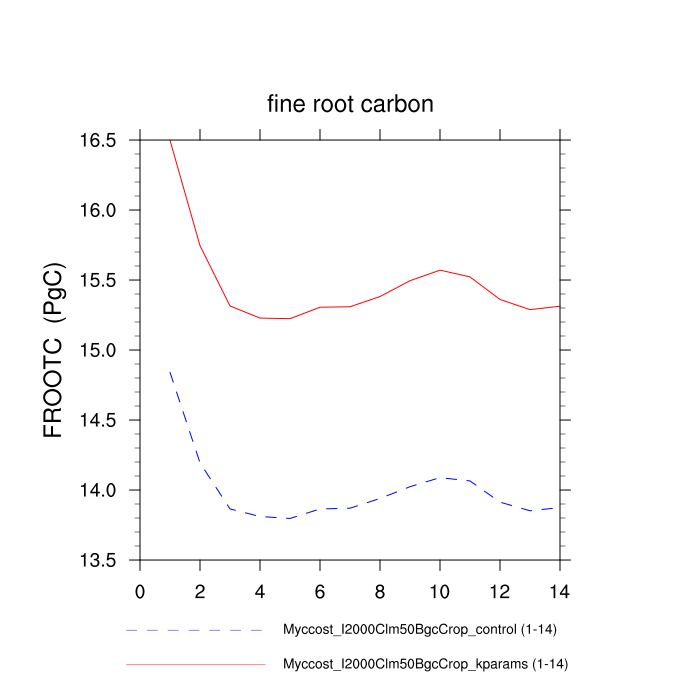 fine root carbon
FROOTC (PgC)
16.5
16.0
15.5
15.0
14.5
14.0
13.5
0 2 4 6 8 10 12 14
Myccost_I2000Clm50BgcCrop_control (1-14)
Myccost_I2000Clm50BgcCrop_kparams (1-14)